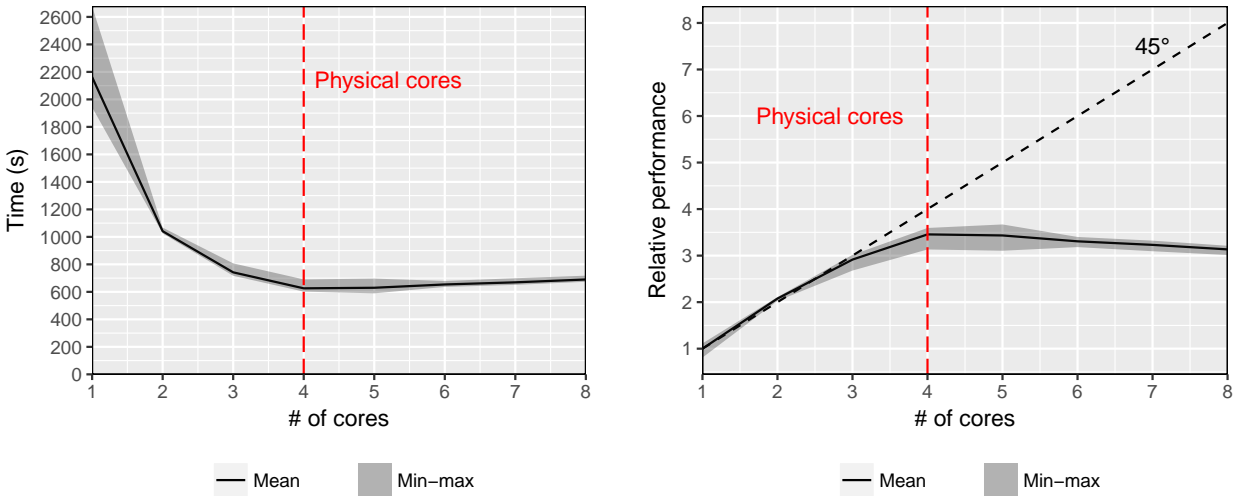 2600
2400
2200
2000
1800
1600
1400
1200
1000
800
600
400
200
0
Time (s)
Physical cores
1 2 3 4 5 6 7 8
# of cores
Mean Min−max
8
7
6
5
4
3
2
1
Relative performance
45°
Physical cores
1 2 3 4 5 6 7 8
# of cores
Mean Min−max